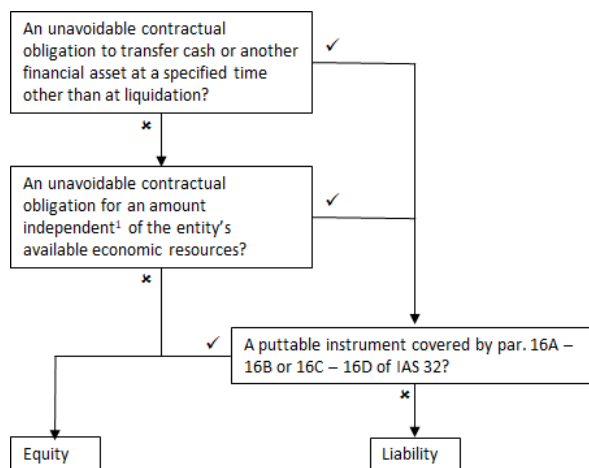 An unavoidable contractual
obligation to transfer cash or another
financial asset at a specified time
other than at liquidation?
✓
×
An unavoidable contractual
obligation for an amount
independent¹ of the entity’s
available economic resources?
✓
×
✓
A puttable instrument covered by par. 16A –
16B or 16C – 16D of IAS 32?
×
Equity
Liability